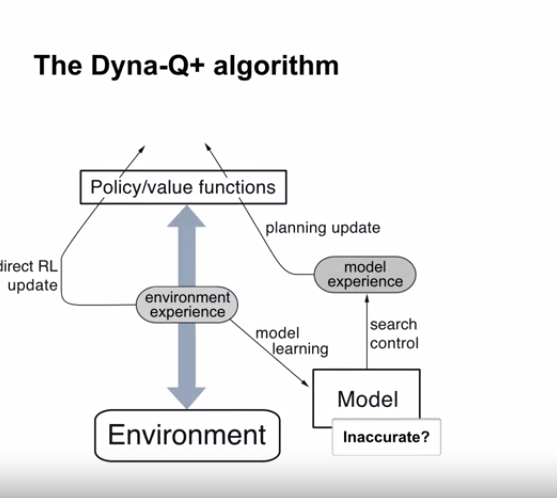 The Dyna-Q+ algorithm
Policy/value functions
planning update
direct RL
update
model
experience
environment
experience
model
learning
search
control
Model
Inaccurate?
Environment